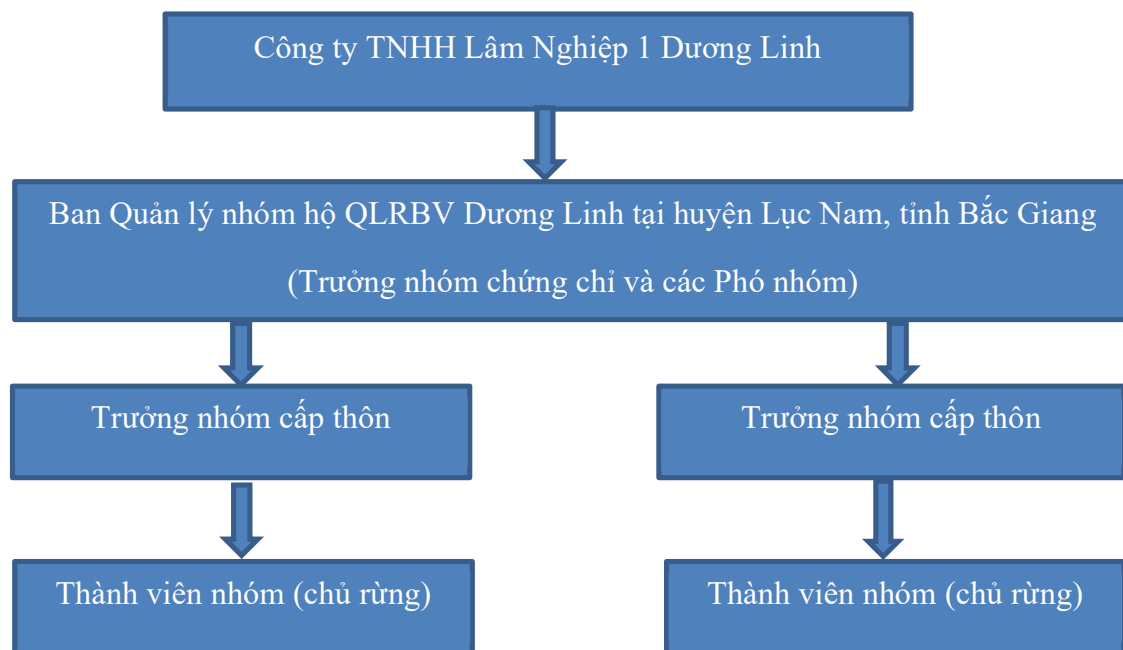 Công ty TNHH Lâm Nghiệp 1 Dương Linh
Ban Quản lý nhóm hộ QLRBV Dương Linh tại huyện Lục Nam, tỉnh Bắc Giang
(Trưởng nhóm chứng chỉ và các Phó nhóm)
Trưởng nhóm cấp thôn
Trưởng nhóm cấp thôn
Thành viên nhóm (chủ rừng)
Thành viên nhóm (chủ rừng)